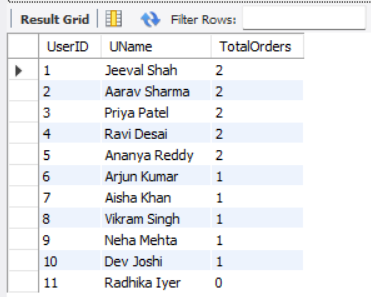 Result Grid Filter Rows:
UserID UName TotalOrders
1 Jeeval Shah 2
2 Aarav Sharma 2
3 Priya Patel 2
4 Ravi Desai 2
5 Ananya Reddy 2
6 Arjun Kumar 1
7 Aisha Khan 1
8 Vikram Singh 1
9 Neha Mehta 1
10 Dev Joshi 1
11 Radhika Iyer 0